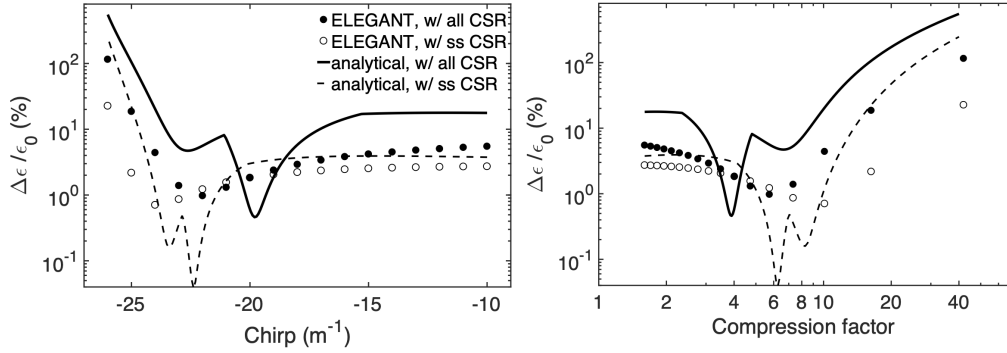 ELEGANT, w/ all CSR
ELEGANT, w/ ss CSR
analytical, w/ all CSR
analytical, w/ ss CSR
10²
10¹
10⁰
10⁻¹
Δϵ/ϵ₀ (%)
-25
-20
-15
-10
Chirp (m⁻¹)
10²
10¹
10⁰
10⁻¹
Δϵ/ϵ₀ (%)
1
2
4
6
8
10
20
40
Compression factor